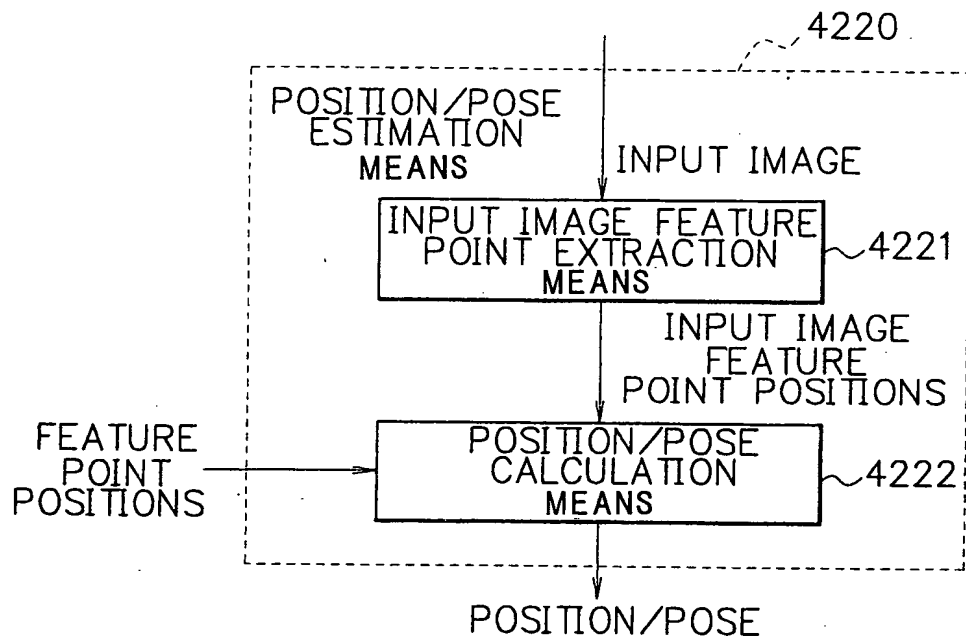 4220
POSITION/POSE
ESTIMATION
MEANS
INPUT IMAGE
INPUT IMAGE FEATURE
POINT EXTRACTION
MEANS
4221
INPUT IMAGE
FEATURE
POINT POSITIONS
FEATURE
POINT
POSITIONS
POSITION/POSE
CALCULATION
MEANS
4222
POSITION/POSE